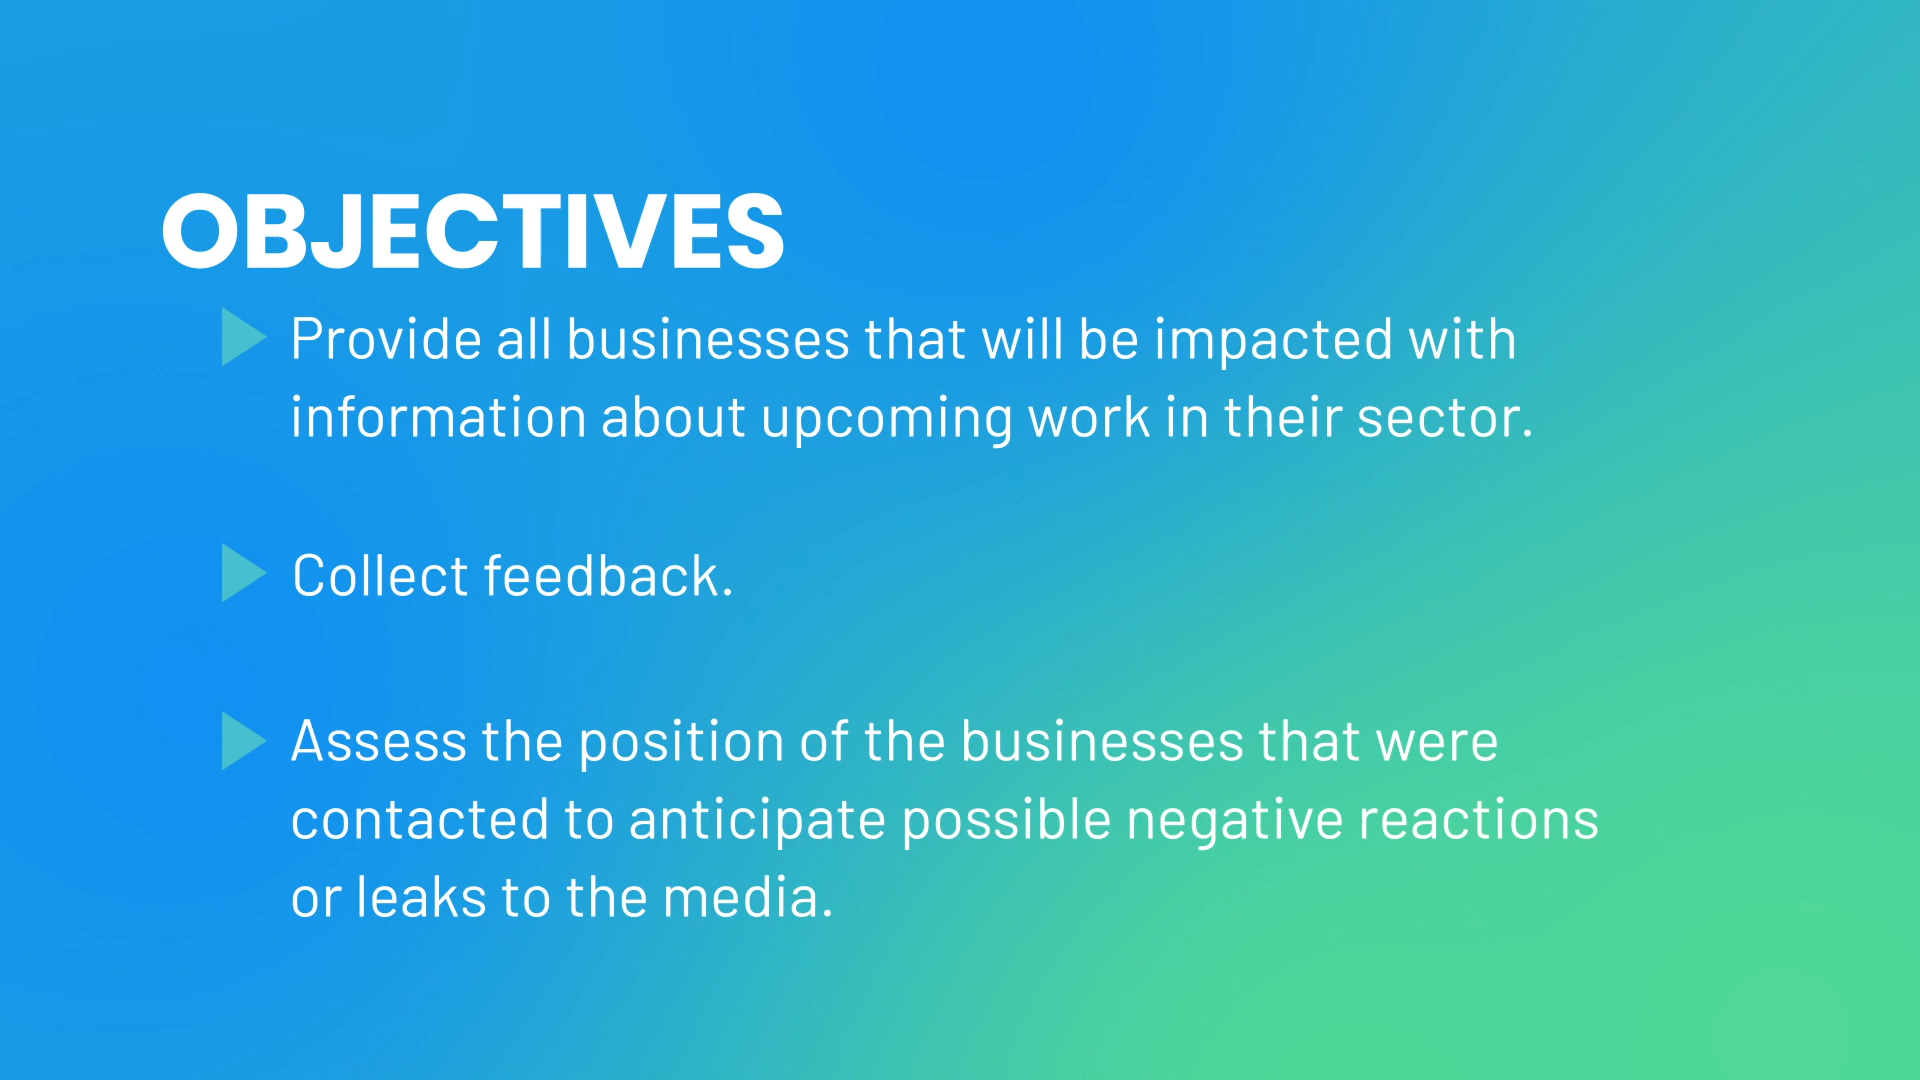 OBJECTIVES
Provide all businesses that will be impacted with
information about upcoming work in their sector.
Collect feedback.
Assess the position of the businesses that were
contacted to anticipate possible negative reactions
or leaks to the media.